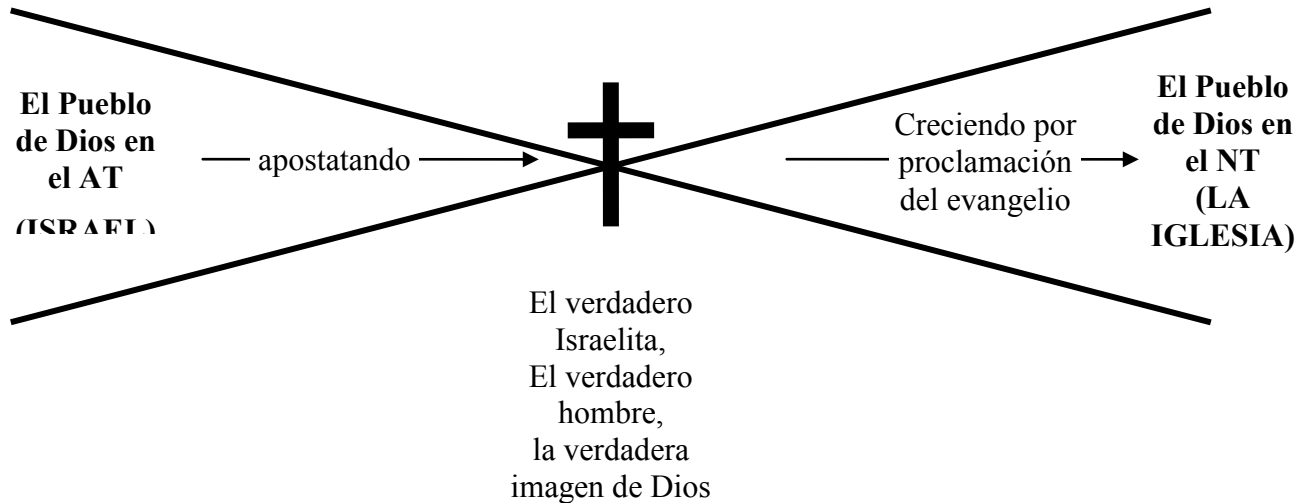 El Pueblo
de Dios en
el AT
(ISRAEL)
apostatando
Creciendo por
proclamación
del evangelio
El Pueblo
de Dios en
el NT
(LA
IGLESIA)
El verdadero
Israelita,
El verdadero
hombre,
la verdadera
imagen de Dios